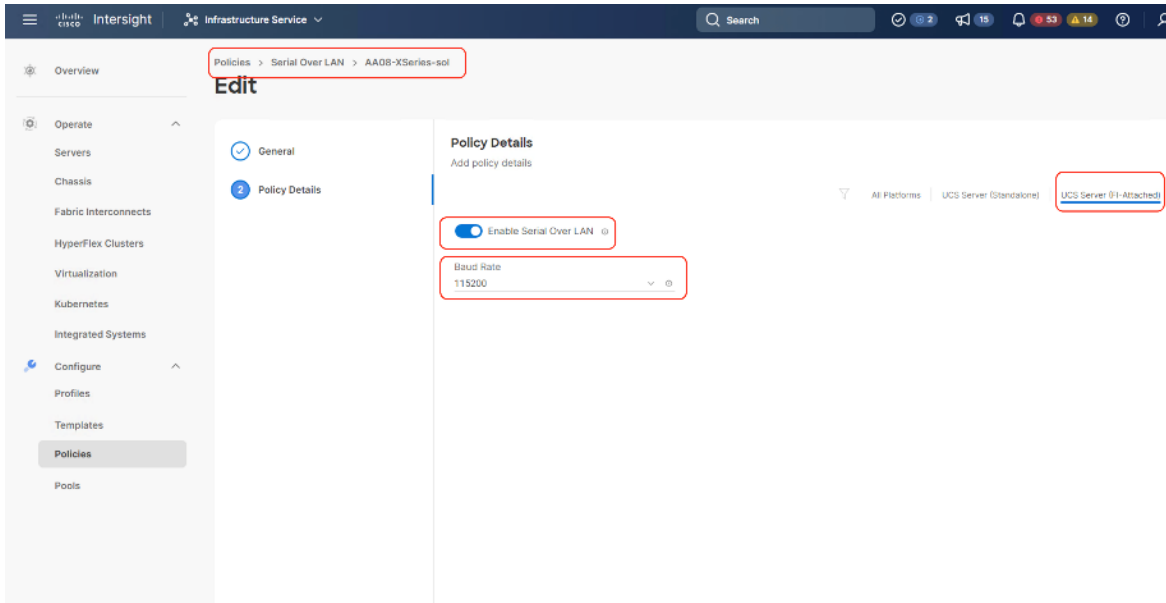 cisco Intersight
Infrastructure Service
Search
2
15
53
14
Overview
Operate
Servers
Chassis
Fabric Interconnects
HyperFlex Clusters
Virtualization
Kubernetes
Integrated Systems
Configure
Profiles
Templates
Policies
Pools
Policies > Serial Over LAN > AA08-XSeries-sol
Edit
General
2 Policy Details
Policy Details
Add policy details
All Platforms
UCS Server (Standalone)
UCS Server (FI-Attached)
Enable Serial Over LAN
Baud Rate
115200